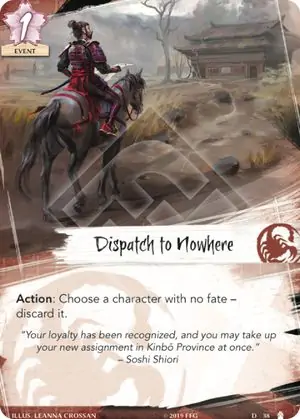 1
EVENT
Dispatch to Nowhere
Action: Choose a character with no fate –
discard it.
"Your loyalty has been recognized, and you may take up
your new assignment in Kinbō Province at once."
– Soshi Shiori
ILLUS. LEANNA CROSSAN
© 2019 FFG
D 38